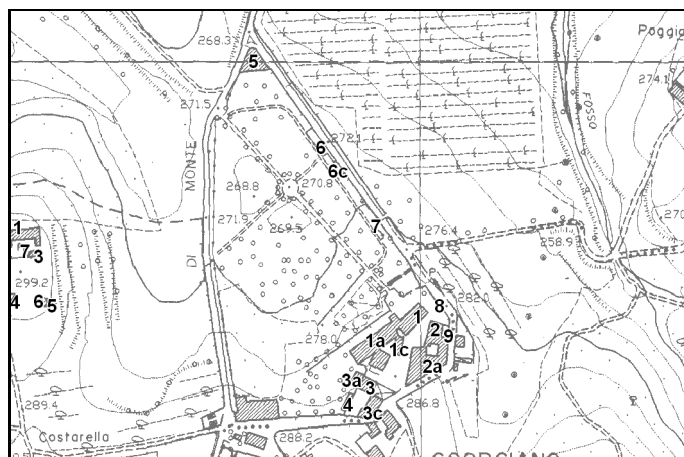 268.3
5
Poggia
274.1
271.5
FOSSO
6
272.1
MONTE
6c
268.8
270.8
271.9
269.5
7
276.4
270
258.9
1
7
3
DI
299.2
4
6
5
P.
282.0
8
1
2
9
278.0
1a
1c
2a
3a
3
4
3c
289.4
286.8
Costarella
288.2